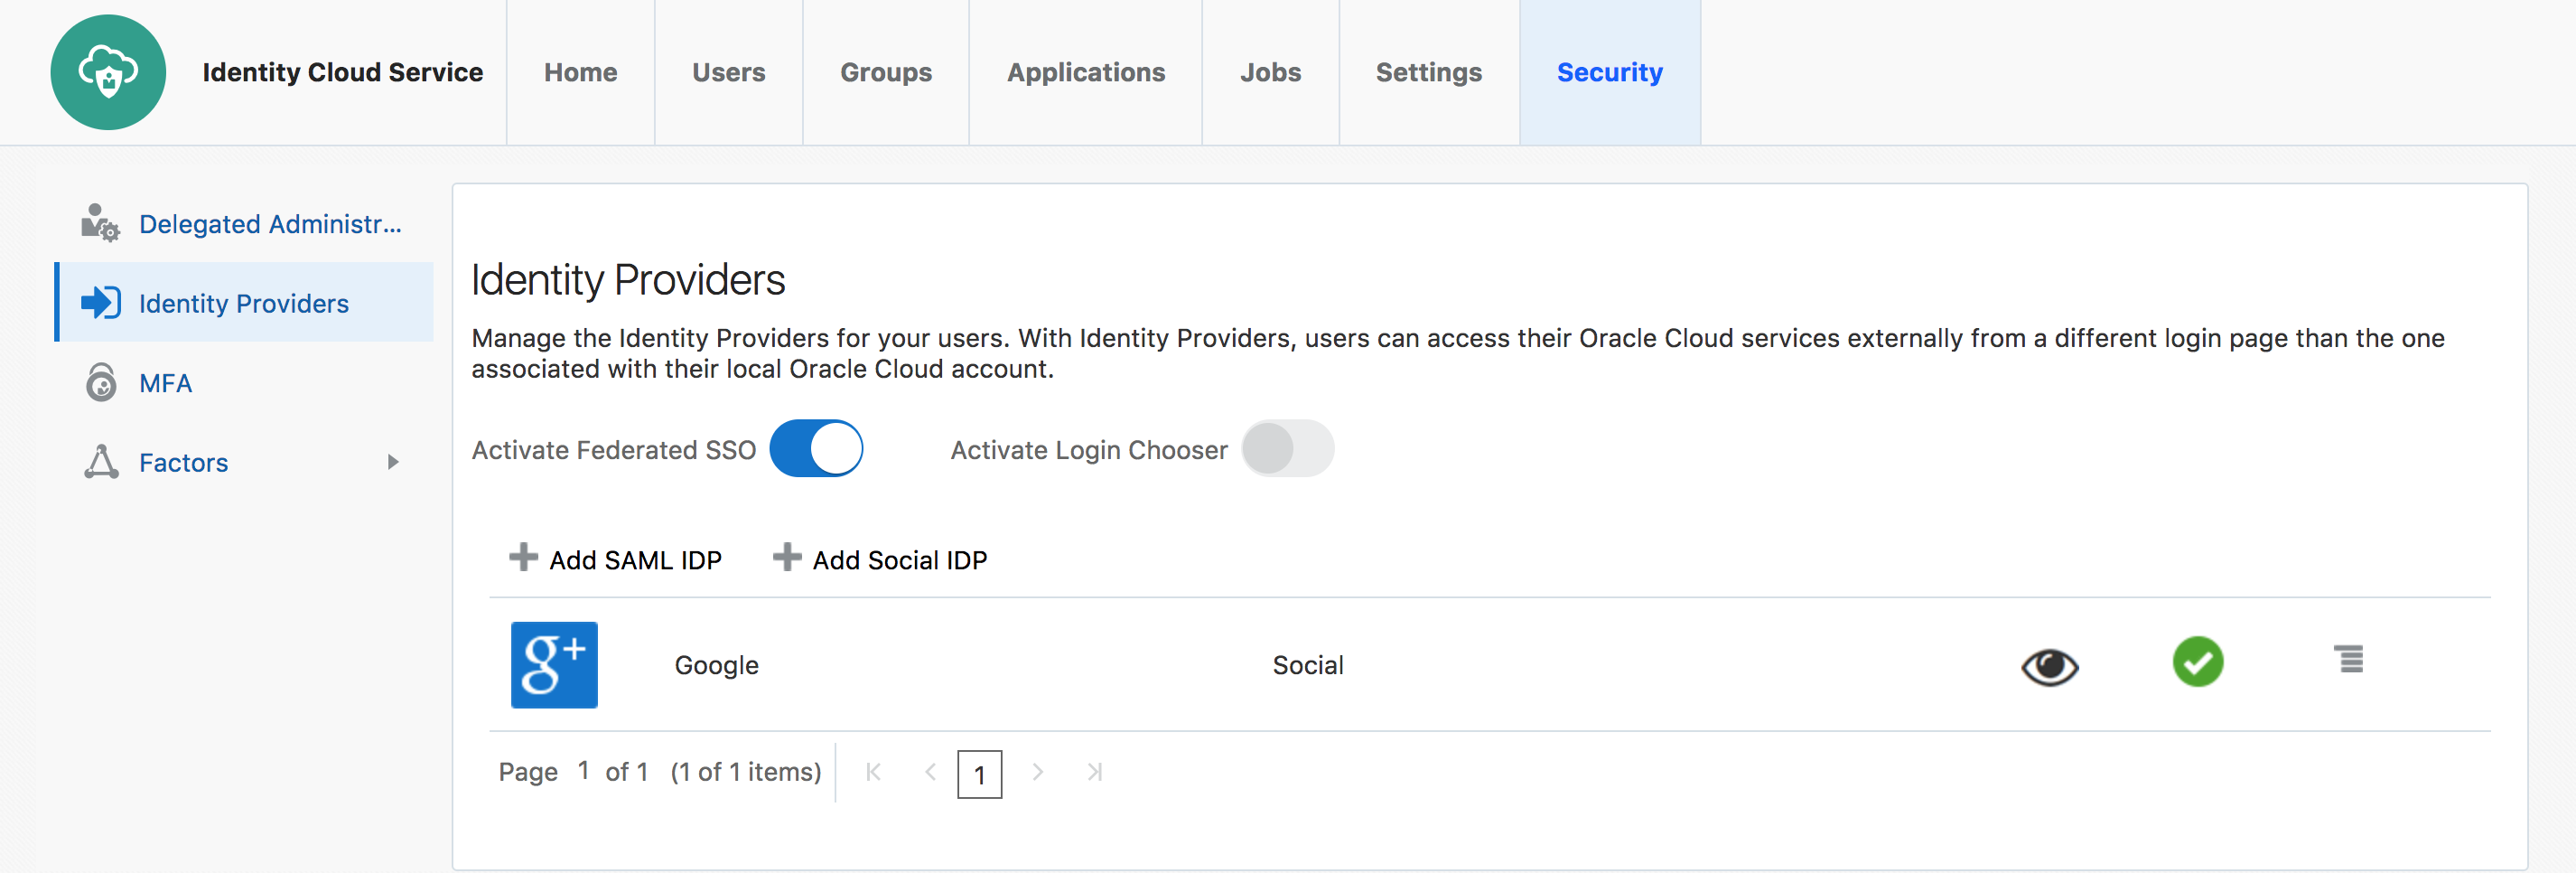 Identity Cloud Service
Home
Users
Groups
Applications
Jobs
Settings
Security
Delegated Administr...
Identity Providers
MFA
Factors
Identity Providers
Manage the Identity Providers for your users. With Identity Providers, users can access their Oracle Cloud services externally from a different login page than the one
associated with their local Oracle Cloud account.
Activate Federated SSO
Activate Login Chooser
Add SAML IDP
Add Social IDP
g+
Google
Social
Page 1 of 1 (1 of 1 items)
1